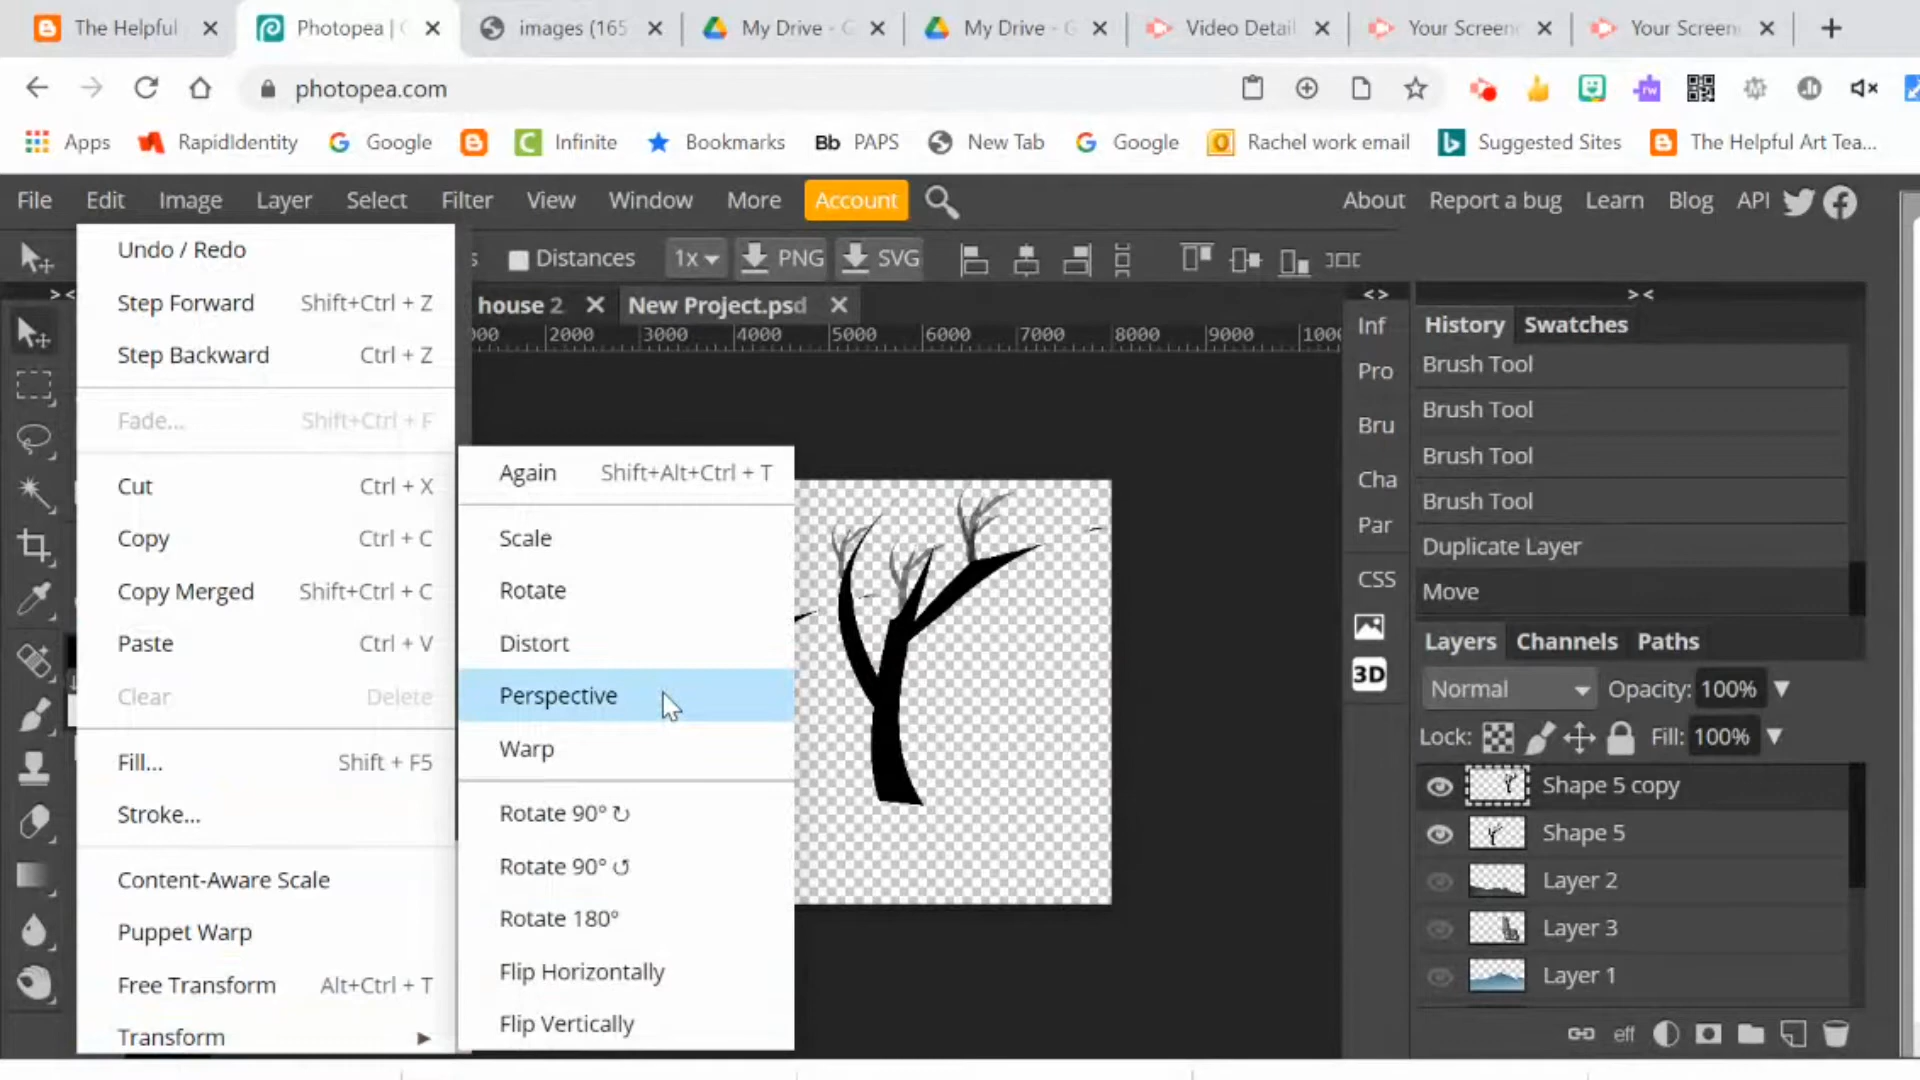 The Helpful
Photopea | G
images (165
My Drive - G
My Drive - G
Video Detail
Your Screen
Your Screen
photopea.com
Apps RapidIdentity Google Infinite Bookmarks Bb PAPS New Tab Google Rachel work email Suggested Sites The Helpful Art Tea...
File Edit Image Layer Select Filter View Window More Account About Report a bug Learn Blog API
s Distances 1x PNG SVG
house 2 New Project.psd
000 2000 3000 4000 5000 6000 7000 8000 9000 1000
Undo / Redo
Step Forward Shift+Ctrl + Z
Step Backward Ctrl + Z
Fade... Shift+Ctrl + F
Cut Ctrl + X
Copy Ctrl + C
Copy Merged Shift+Ctrl + C
Paste Ctrl + V
Clear Delete
Fill... Shift + F5
Stroke...
Content-Aware Scale
Puppet Warp
Free Transform Alt+Ctrl + T
Transform
Again Shift+Alt+Ctrl + T
Scale
Rotate
Distort
Perspective
Warp
Rotate 90° ↻
Rotate 90° ↺
Rotate 180°
Flip Horizontally
Flip Vertically
<> ><
Inf
Pro
Bru
Cha
Par
CSS
3D
History Swatches
Brush Tool
Brush Tool
Brush Tool
Brush Tool
Duplicate Layer
Move
Layers Channels Paths
Normal Opacity: 100%
Lock: Fill: 100%
Shape 5 copy
Shape 5
Layer 2
Layer 3
Layer 1
eff